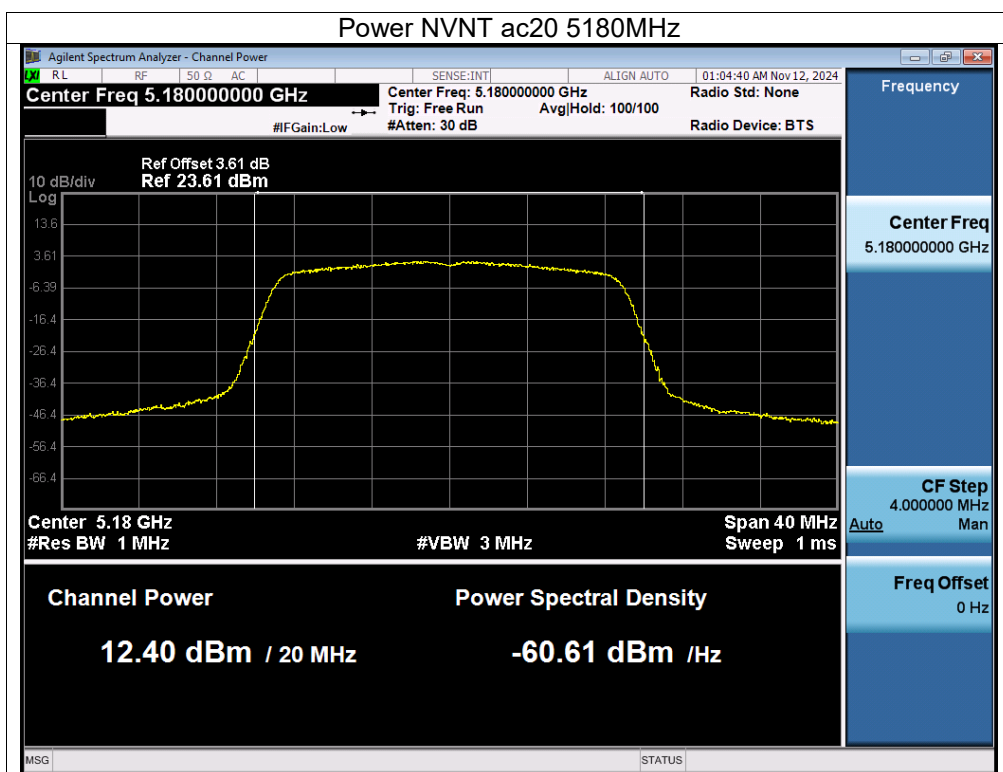 Power NVNT ac20 5180MHz
Agilent Spectrum Analyzer - Channel Power
LXI RL RF 50 Ω AC SENSE:INT ALIGN AUTO 01:04:40 AM Nov 12, 2024
Center Freq 5.180000000 GHz Center Freq: 5.180000000 GHz Radio Std: None
Trig: Free Run Avg|Hold: 100/100
#IFGain:Low #Atten: 30 dB Radio Device: BTS
Ref Offset 3.61 dB
10 dB/div Ref 23.61 dBm
Log
13.6
3.61
-6.39
-16.4
-26.4
-36.4
-46.4
-56.4
-66.4
Center 5.18 GHz Span 40 MHz
#Res BW 1 MHz #VBW 3 MHz Sweep 1 ms
Channel Power Power Spectral Density
12.40 dBm / 20 MHz -60.61 dBm /Hz
Frequency
Center Freq
5.180000000 GHz
CF Step
4.000000 MHz
Auto Man
Freq Offset
0 Hz
MSG STATUS